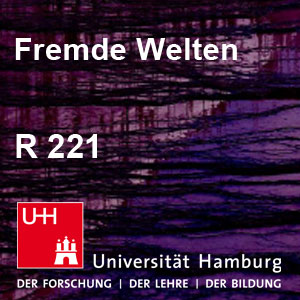 Fremde Welten
R 221
UHH
Universität Hamburg
DER FORSCHUNG | DER LEHRE | DER BILDUNG